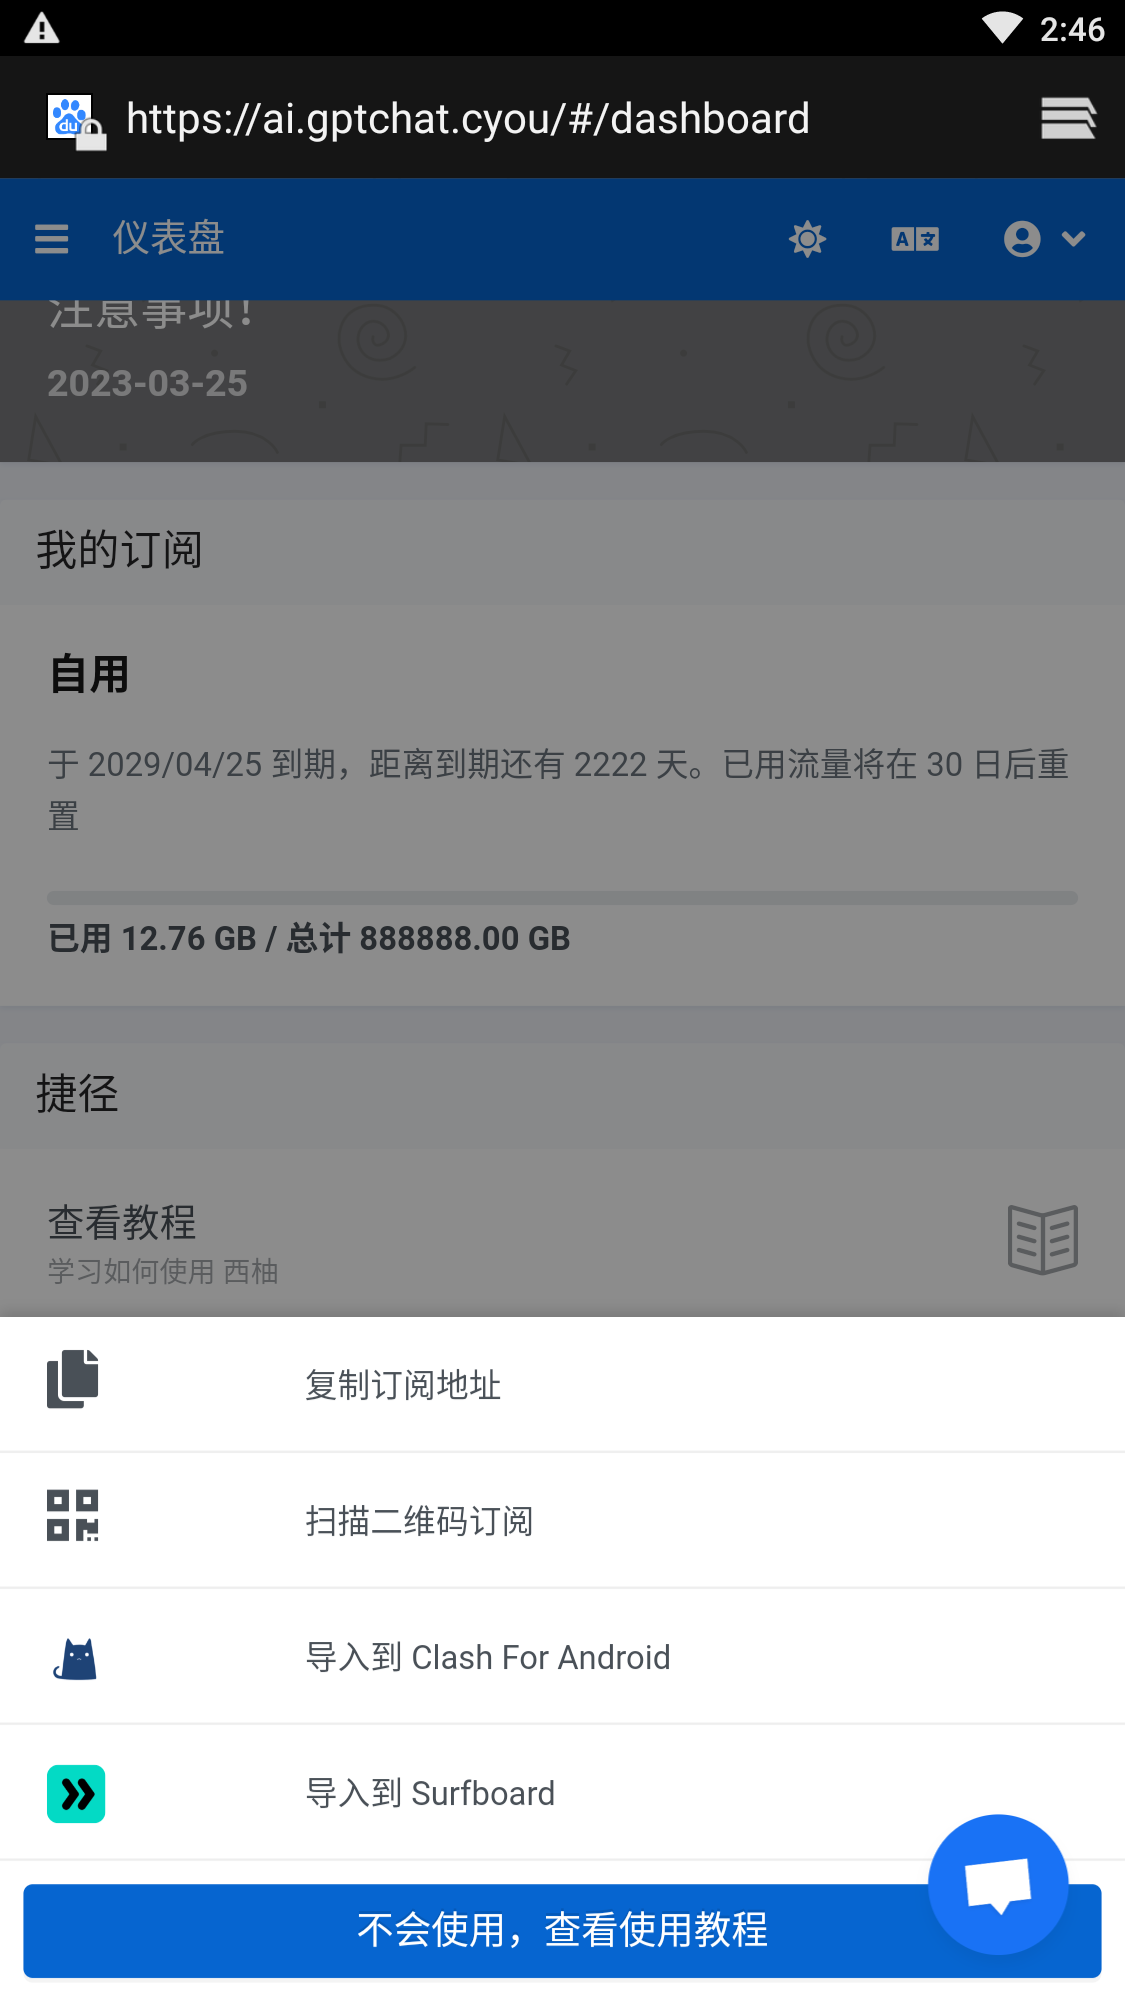 2:46
https://ai.gptchat.cyou/#/dashboard
仪表盘
注意事项！
2023-03-25
我的订阅
自用
于 2029/04/25 到期，距离到期还有 2222 天。已用流量将在 30 日后重
置
已用 12.76 GB / 总计 888888.00 GB
捷径
查看教程
学习如何使用 西柚
复制订阅地址
扫描二维码订阅
导入到 Clash For Android
导入到 Surfboard
不会使用，查看使用教程